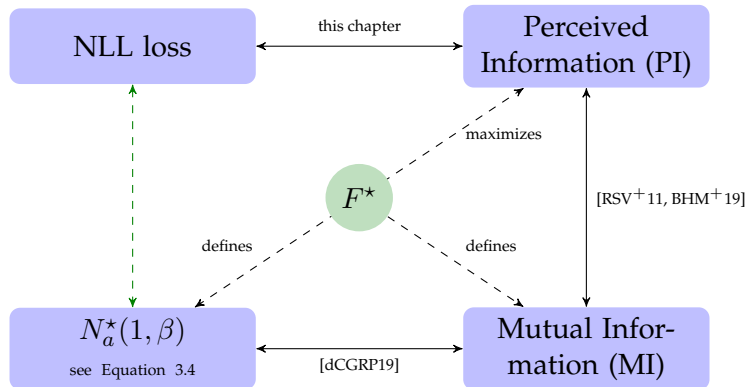 NLL loss
this chapter
Perceived
Information (PI)
maximizes
F⋆
[RSV+11, BHM+19]
defines
defines
N⋆a(1, β)
see Equation 3.4
[dCGRP19]
Mutual Infor-
mation (MI)